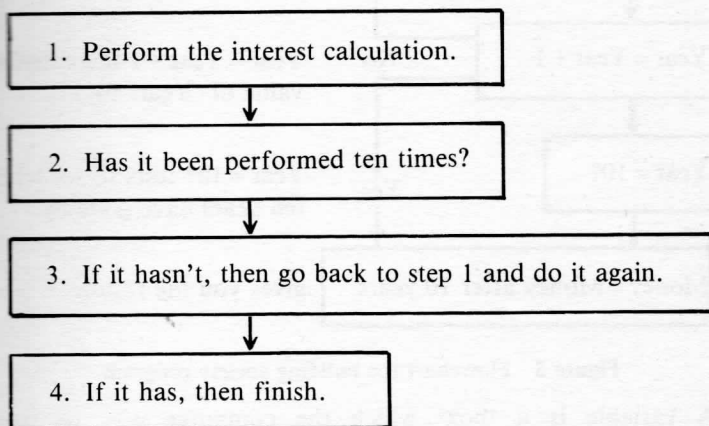 1. Perform the interest calculation.
2. Has it been performed ten times?
3. If it hasn't, then go back to step 1 and do it again.
4. If it has, then finish.